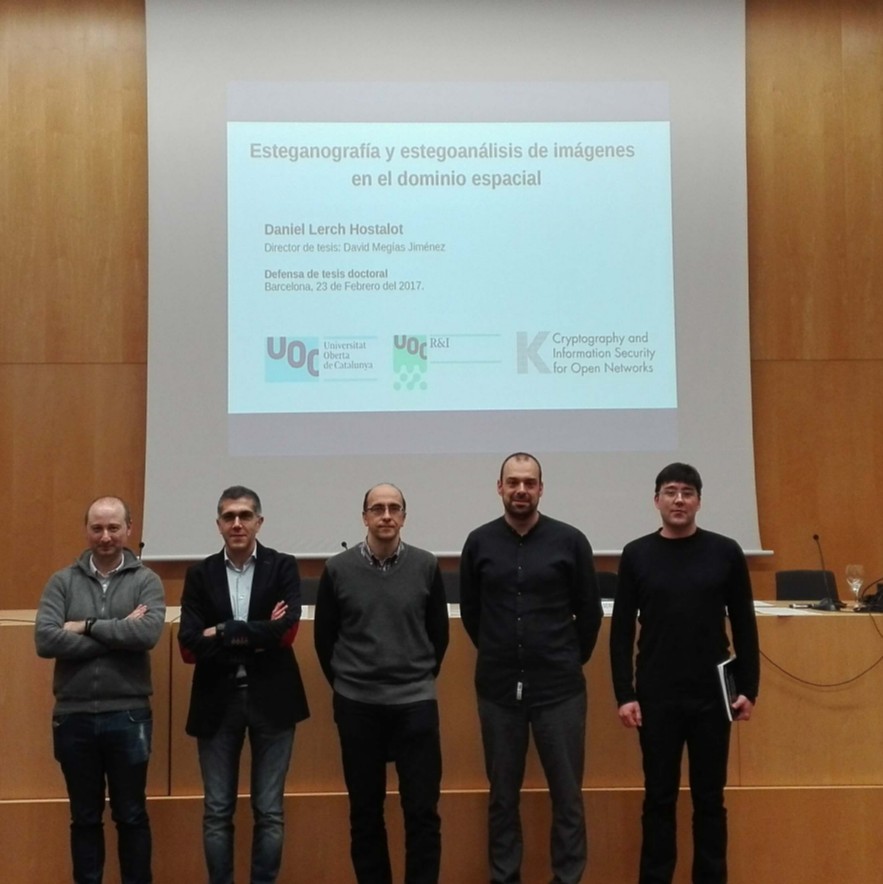 Esteganografía y estegoanálisis de imágenes
en el dominio espacial
Daniel Lerch Hostalot
Director de tesis: David Megías Jiménez
Defensa de tesis doctoral
Barcelona, 23 de Febrero del 2017.
UOC
Universitat
Oberta
de Catalunya
UOC
R&I
K
Cryptography and
Information Security
for Open Networks